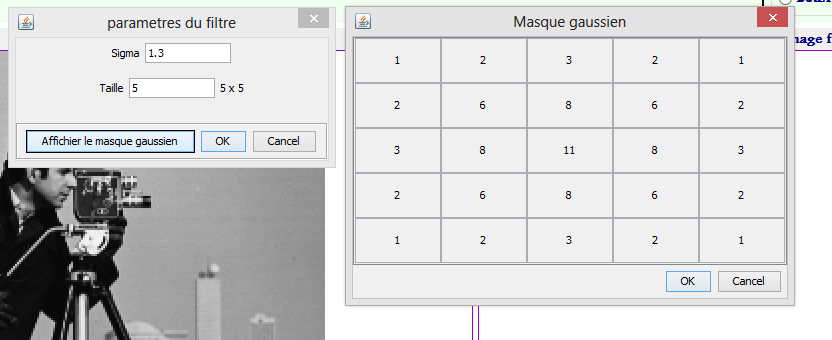 parametres du filtre
Sigma 1.3
Taille 5 5 x 5
Affichier le masque gaussien OK Cancel
Masque gaussien
1 2 3 2 1
2 6 8 6 2
3 8 11 8 3
2 6 8 6 2
1 2 3 2 1
OK Cancel